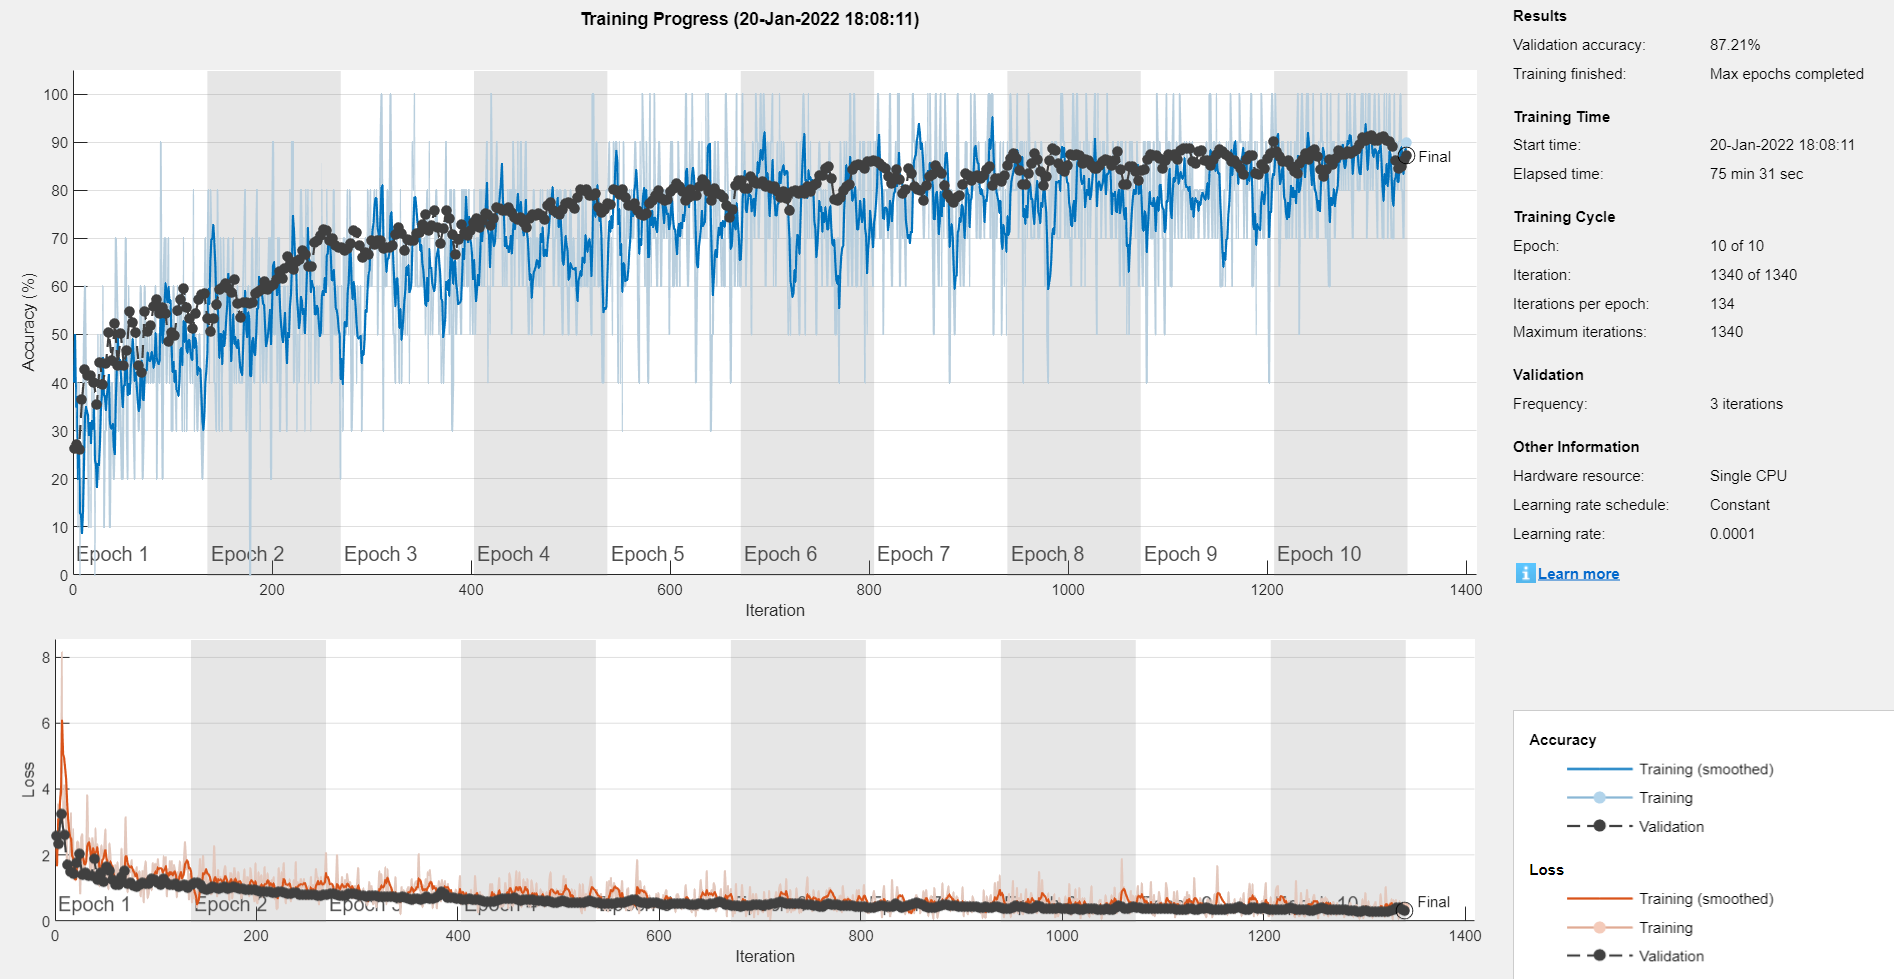 Training Progress (20-Jan-2022 18:08:11)
100
90
80
70
60
50
40
30
20
10
0
Accuracy (%)
Final
Epoch 1 Epoch 2 Epoch 3 Epoch 4 Epoch 5 Epoch 6 Epoch 7 Epoch 8 Epoch 9 Epoch 10
0 200 400 600 800 1000 1200 1400
Iteration
8
6
4
2
0
Loss
Final
Epoch 1 Epoch 2 Epoch 3
10
0 200 400 600 800 1000 1200 1400
Iteration
Results
Validation accuracy: 87.21%
Training finished: Max epochs completed
Training Time
Start time: 20-Jan-2022 18:08:11
Elapsed time: 75 min 31 sec
Training Cycle
Epoch: 10 of 10
Iteration: 1340 of 1340
Iterations per epoch: 134
Maximum iterations: 1340
Validation
Frequency: 3 iterations
Other Information
Hardware resource: Single CPU
Learning rate schedule: Constant
Learning rate: 0.0001
i Learn more
Accuracy
Training (smoothed)
Training
Validation
Loss
Training (smoothed)
Training
Validation